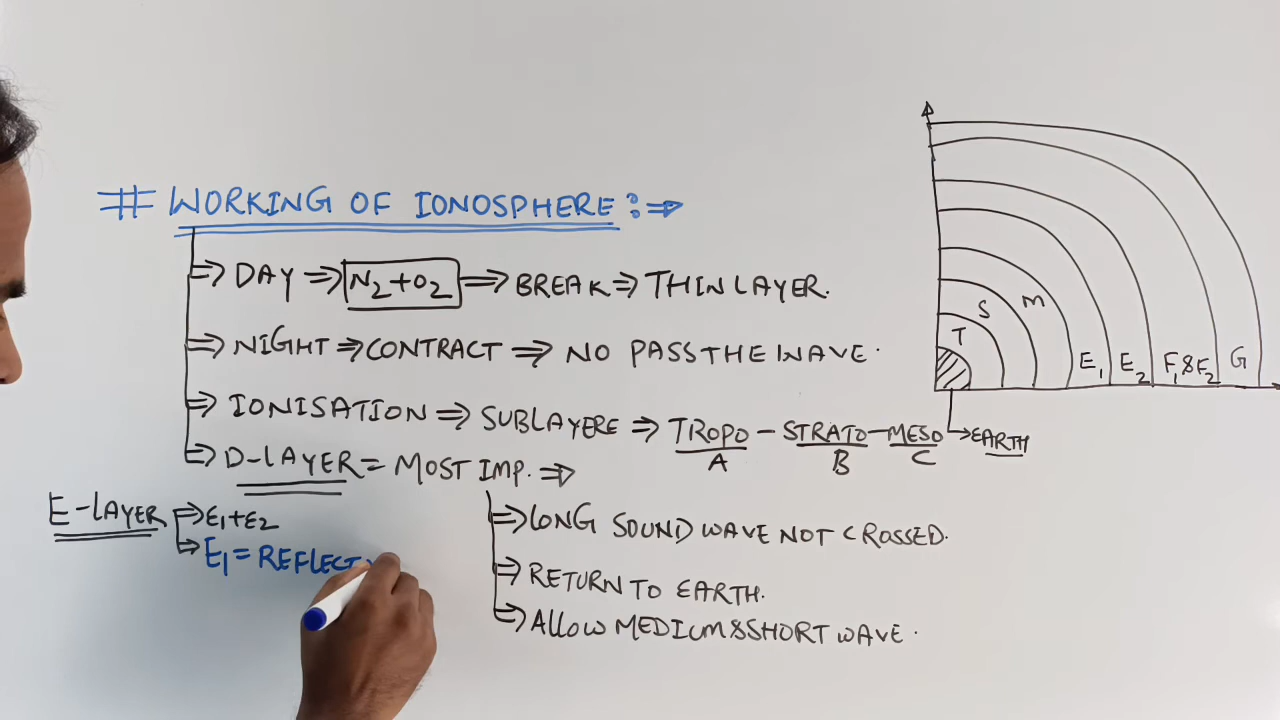 # WORKING OF IONOSPHERE :⇒
⇒ DAY ⇒ N₂+O₂ ⇒ BREAK ⇒ THIN LAYER.
⇒ NIGHT ⇒ CONTRACT ⇒ NO PASS THE WAVE.
⇒ IONISATION ⇒ SUBLAYERE ⇒ TROPO - STRATO - MESO
A B C
⇒ D-LAYER = MOST IMP. ⇒
E-LAYER ⇒ E₁+E₂
⇒ E₁ = REFLECT
⇒ LONG SOUND WAVE NOT CROSSED.
⇒ RETURN TO EARTH.
⇒ ALLOW MEDIUM & SHORT WAVE.
T S M E₁ E₂ F₁&F₂ G
→ EARTH